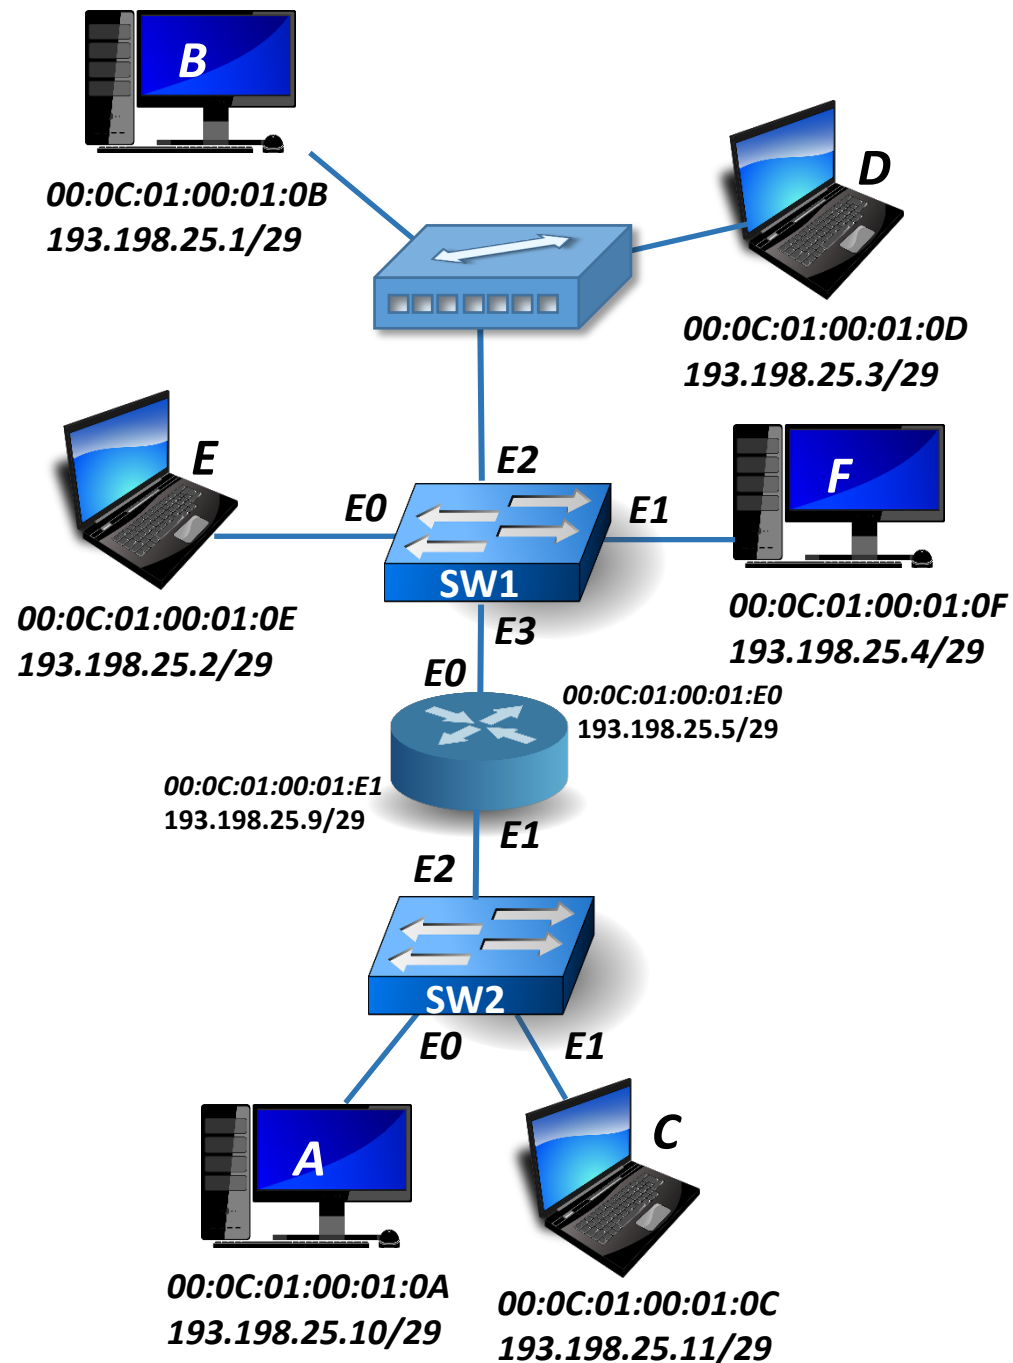 B
00:0C:01:00:01:0B
193.198.25.1/29
D
00:0C:01:00:01:0D
193.198.25.3/29
E
E2
F
E0
E1
SW1
00:0C:01:00:01:0E
193.198.25.2/29
00:0C:01:00:01:0F
193.198.25.4/29
E3
E0
00:0C:01:00:01:E0
193.198.25.5/29
00:0C:01:00:01:E1
193.198.25.9/29
E1
E2
SW2
E0
E1
A
C
00:0C:01:00:01:0A
193.198.25.10/29
00:0C:01:00:01:0C
193.198.25.11/29